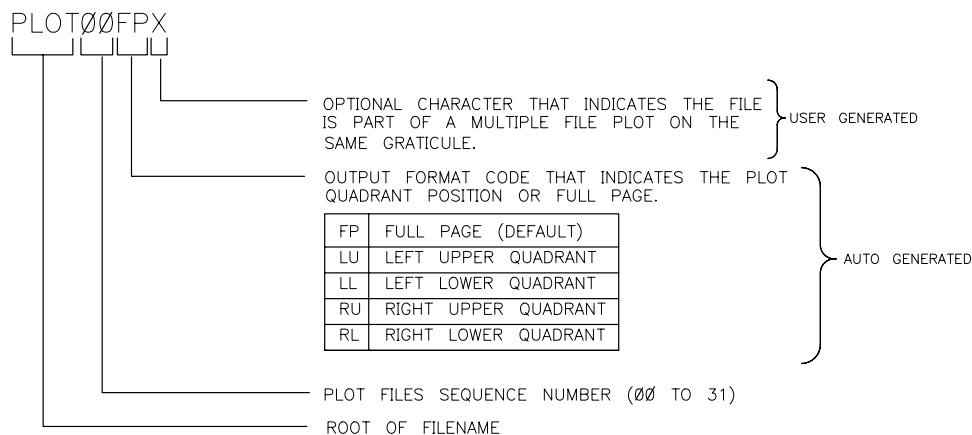 PLOTØØFPX
OPTIONAL CHARACTER THAT INDICATES THE FILE
IS PART OF A MULTIPLE FILE PLOT ON THE
SAME GRATICULE.
USER GENERATED
OUTPUT FORMAT CODE THAT INDICATES THE PLOT
QUADRANT POSITION OR FULL PAGE.
FP FULL PAGE (DEFAULT)
LU LEFT UPPER QUADRANT
LL LEFT LOWER QUADRANT
RU RIGHT UPPER QUADRANT
RL RIGHT LOWER QUADRANT
AUTO GENERATED
PLOT FILES SEQUENCE NUMBER (ØØ TO 31)
ROOT OF FILENAME